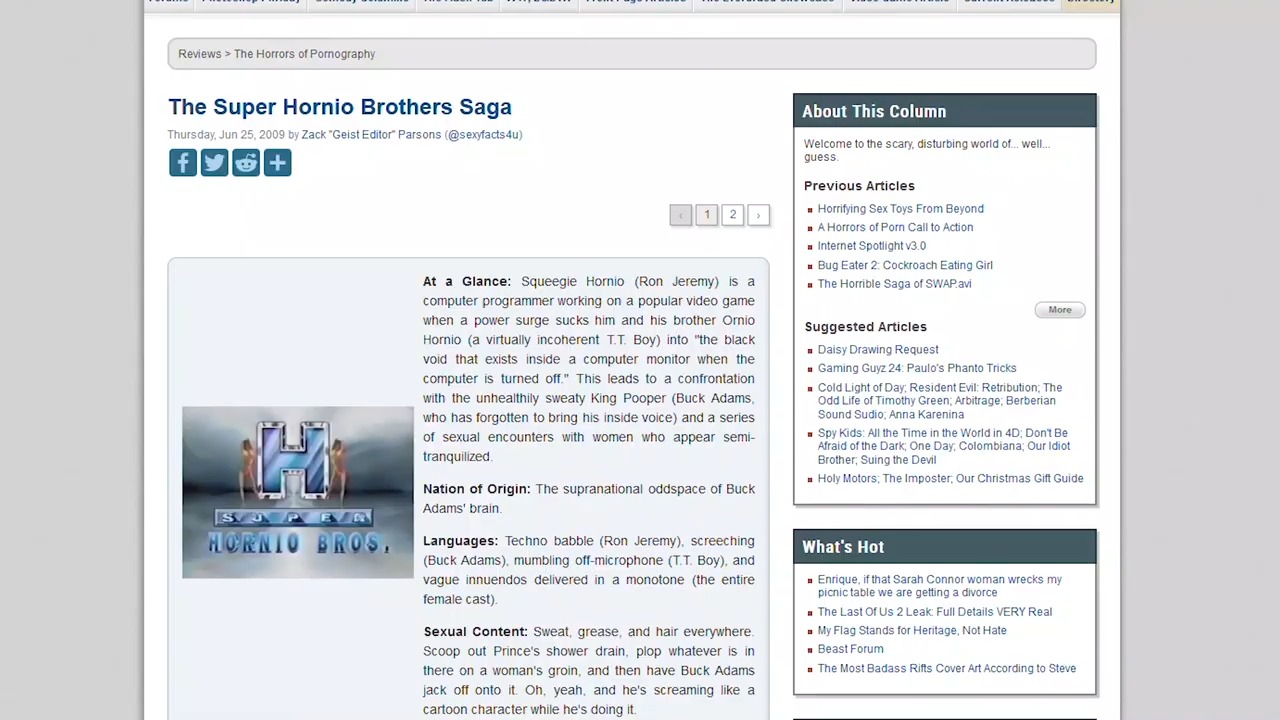 Reviews > The Horrors of Pornography
The Super Hornio Brothers Saga
Thursday, Jun 25, 2009 by Zack "Geist Editor" Parsons (@sexyfacts4u)
‹ 1 2 ›
At a Glance: Squeegie Hornio (Ron Jeremy) is a
computer programmer working on a popular video game
when a power surge sucks him and his brother Ornio
Hornio (a virtually incoherent T.T. Boy) into "the black
void that exists inside a computer monitor when the
computer is turned off." This leads to a confrontation
with the unhealthily sweaty King Pooper (Buck Adams,
who has forgotten to bring his inside voice) and a series
of sexual encounters with women who appear semi-
tranquilized.
Nation of Origin: The supranational oddspace of Buck
Adams' brain.
Languages: Techno babble (Ron Jeremy), screeching
(Buck Adams), mumbling off-microphone (T.T. Boy), and
vague innuendos delivered in a monotone (the entire
female cast).
Sexual Content: Sweat, grease, and hair everywhere.
Scoop out Prince's shower drain, plop whatever is in
there on a woman's groin, and then have Buck Adams
jack off onto it. Oh, yeah, and he's screaming like a
cartoon character while he's doing it.
H
SUPER
HORNIO BROS.
About This Column
Welcome to the scary, disturbing world of... well...
guess.
Previous Articles
Horrifying Sex Toys From Beyond
A Horrors of Porn Call to Action
Internet Spotlight v3.0
Bug Eater 2: Cockroach Eating Girl
The Horrible Saga of SWAP.avi
More
Suggested Articles
Daisy Drawing Request
Gaming Guyz 24: Paulo's Phanto Tricks
Cold Light of Day; Resident Evil: Retribution; The
Odd Life of Timothy Green; Arbitrage; Berberian
Sound Sudio; Anna Karenina
Spy Kids: All the Time in the World in 4D; Don't Be
Afraid of the Dark; One Day; Colombiana; Our Idiot
Brother; Suing the Devil
Holy Motors; The Imposter; Our Christmas Gift Guide
What's Hot
Enrique, if that Sarah Connor woman wrecks my
picnic table we are getting a divorce
The Last Of Us 2 Leak: Full Details VERY Real
My Flag Stands for Heritage, Not Hate
Beast Forum
The Most Badass Rifts Cover Art According to Steve